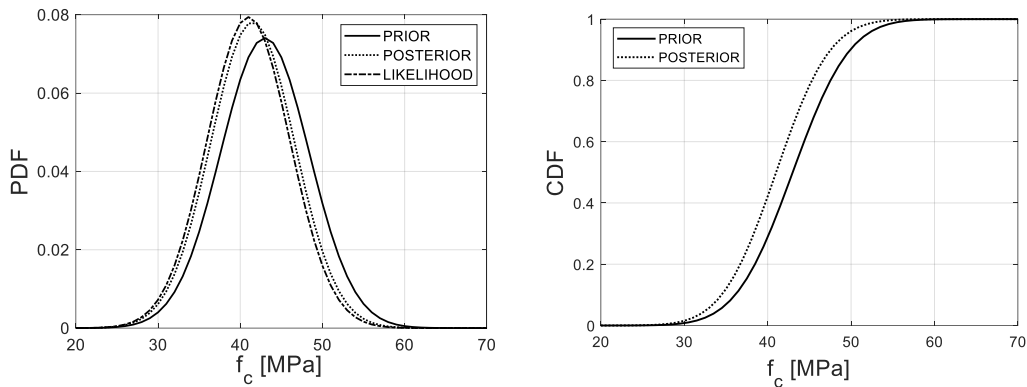 0.08
0.06
0.04
0.02
0
PDF
20
30
40
50
60
70
f_c [MPa]
PRIOR
POSTERIOR
LIKELIHOOD
1
0.8
0.6
0.4
0.2
0
CDF
20
30
40
50
60
70
f_c [MPa]
PRIOR
POSTERIOR